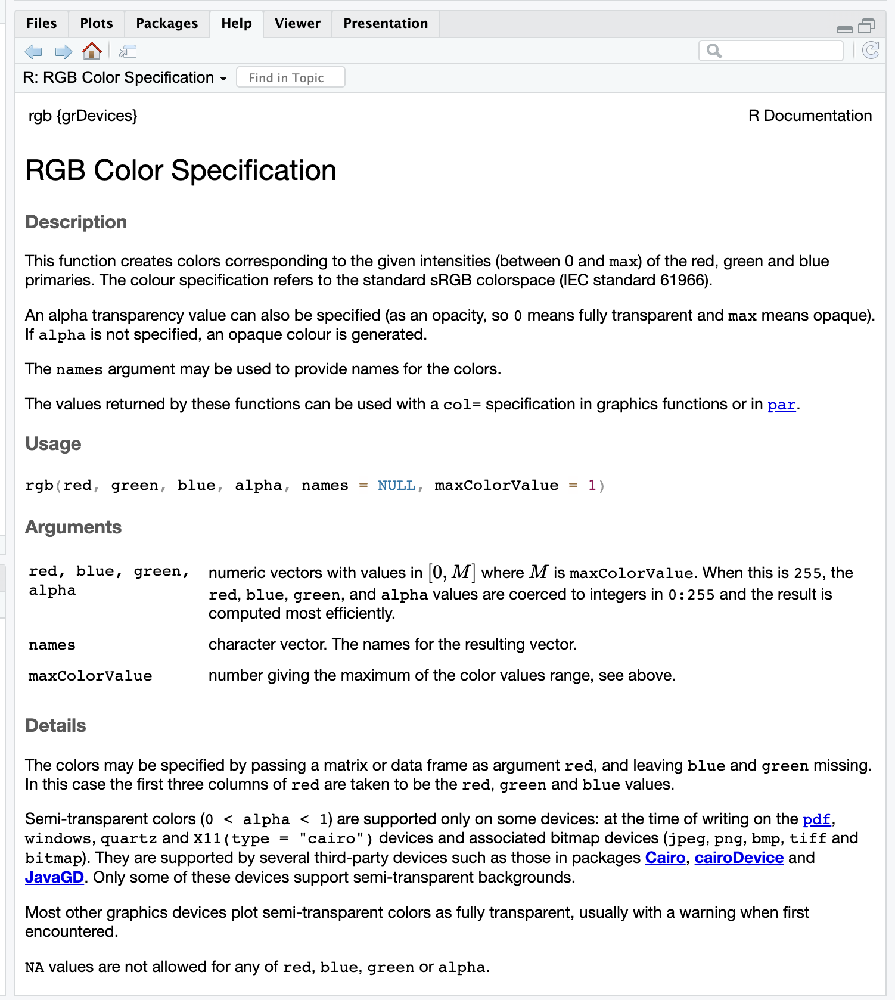 Files Plots Packages Help Viewer Presentation
R: RGB Color Specification Find in Topic
rgb {grDevices} R Documentation
RGB Color Specification
Description
This function creates colors corresponding to the given intensities (between 0 and max) of the red, green and blue
primaries. The colour specification refers to the standard sRGB colorspace (IEC standard 61966).
An alpha transparency value can also be specified (as an opacity, so 0 means fully transparent and max means opaque).
If alpha is not specified, an opaque colour is generated.
The names argument may be used to provide names for the colors.
The values returned by these functions can be used with a col= specification in graphics functions or in par.
Usage
rgb(red, green, blue, alpha, names = NULL, maxColorValue = 1)
Arguments
red, blue, green, numeric vectors with values in [0, M] where M is maxColorValue. When this is 255, the
alpha red, blue, green, and alpha values are coerced to integers in 0:255 and the result is
computed most efficiently.
names character vector. The names for the resulting vector.
maxColorValue number giving the maximum of the color values range, see above.
Details
The colors may be specified by passing a matrix or data frame as argument red, and leaving blue and green missing.
In this case the first three columns of red are taken to be the red, green and blue values.
Semi-transparent colors (0 < alpha < 1) are supported only on some devices: at the time of writing on the pdf,
windows, quartz and X11(type = "cairo") devices and associated bitmap devices (jpeg, png, bmp, tiff and
bitmap). They are supported by several third-party devices such as those in packages Cairo, cairoDevice and
JavaGD. Only some of these devices support semi-transparent backgrounds.
Most other graphics devices plot semi-transparent colors as fully transparent, usually with a warning when first
encountered.
NA values are not allowed for any of red, blue, green or alpha.